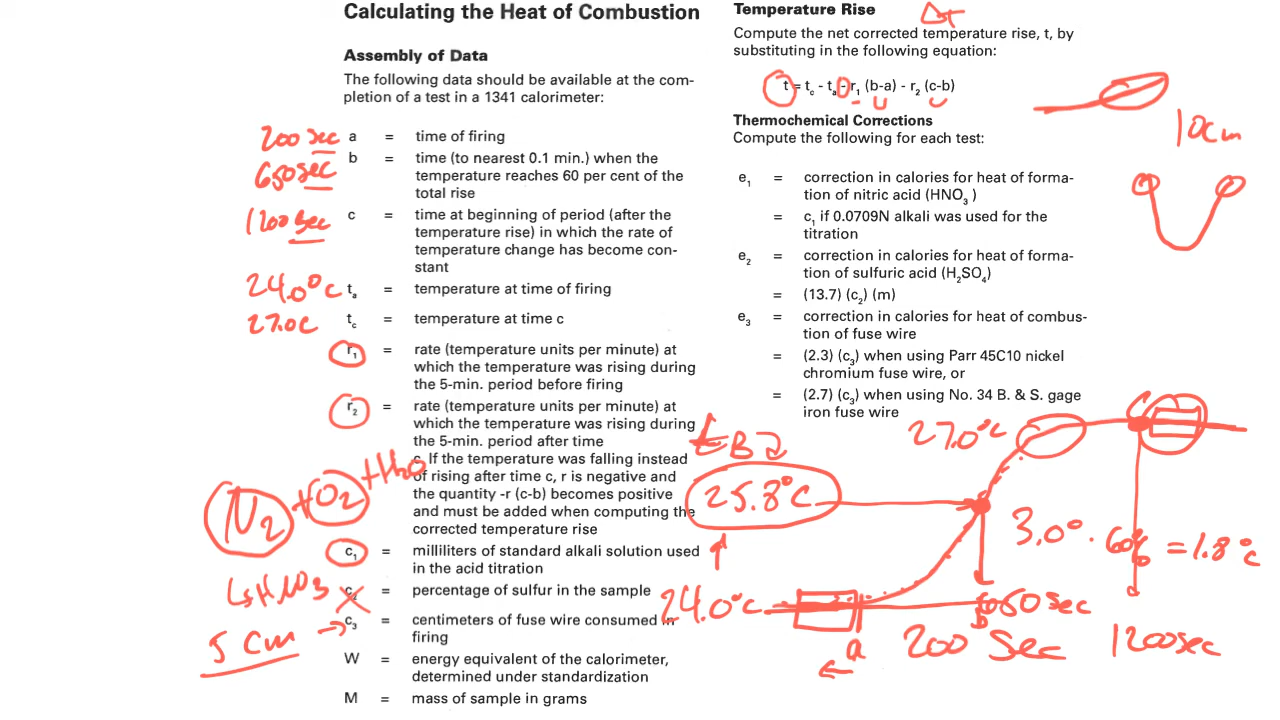 Calculating the Heat of Combustion
Assembly of Data
The following data should be available at the com-
pletion of a test in a 1341 calorimeter:
200 sec a = time of firing
650 sec b = time (to nearest 0.1 min.) when the
temperature reaches 60 per cent of the
total rise
1200 sec c = time at beginning of period (after the
temperature rise) in which the rate of
temperature change has become con-
stant
24.0°C tₐ = temperature at time of firing
27.0C t꜀ = temperature at time c
r₁ = rate (temperature units per minute) at
which the temperature was rising during
the 5-min. period before firing
r₂ = rate (temperature units per minute) at
which the temperature was rising during
the 5-min. period after time
c. If the temperature was falling instead
of rising after time c, r is negative and
the quantity -r (c-b) becomes positive
and must be added when computing the
corrected temperature rise
N₂ + O₂ + H₂O
c₁ = milliliters of standard alkali solution used
in the acid titration
↳ HNO₃
c₂ = percentage of sulfur in the sample
5 cm → c₃ = centimeters of fuse wire consumed in
firing
W = energy equivalent of the calorimeter,
determined under standardization
M = mass of sample in grams
Temperature Rise
ΔT
Compute the net corrected temperature rise, t, by
substituting in the following equation:
t = t꜀ - tₐ - r₁ (b-a) - r₂ (c-b)
10cm
Thermochemical Corrections
Compute the following for each test:
e₁ = correction in calories for heat of forma-
tion of nitric acid (HNO₃ )
= c₁ if 0.0709N alkali was used for the
titration
e₂ = correction in calories for heat of forma-
tion of sulfuric acid (H₂SO₄)
= (13.7) (c₂) (m)
e₃ = correction in calories for heat of combus-
tion of fuse wire
= (2.3) (c₃) when using Parr 45C10 nickel
chromium fuse wire, or
= (2.7) (c₃) when using No. 34 B. & S. gage
iron fuse wire
27.0°C
C
25.8°C
3.0° · 60% = 1.8°C
24.0°C
650 sec
b
a
200 Sec
1200sec